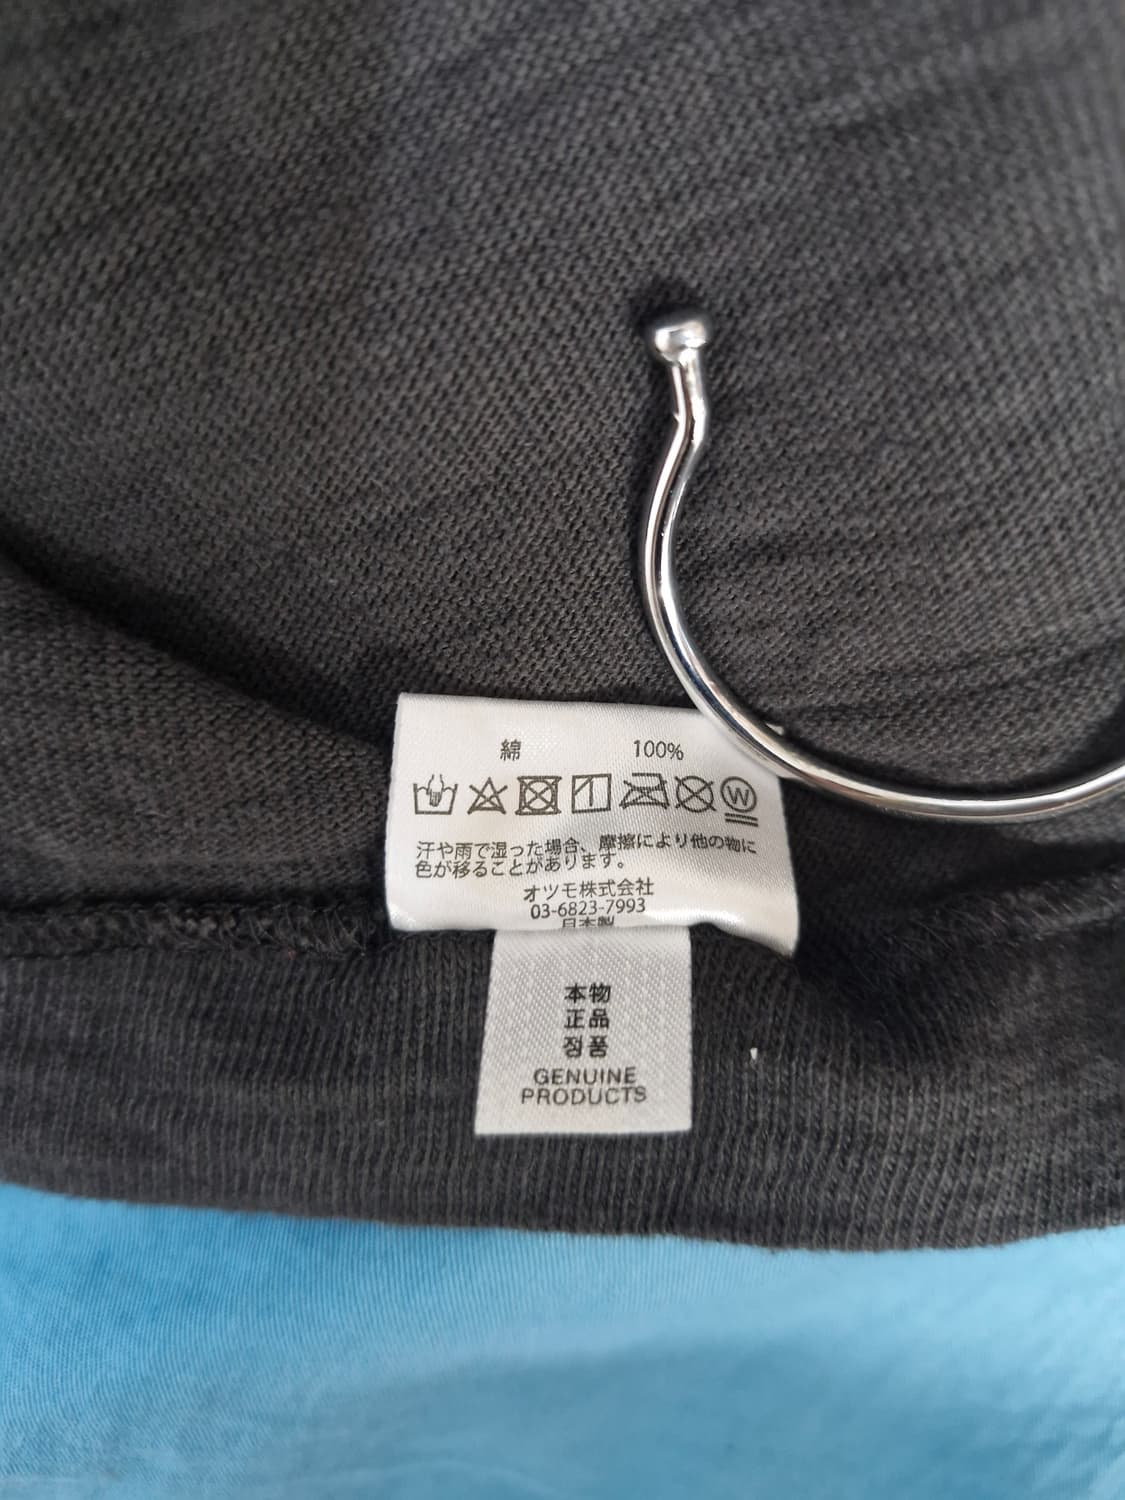 綿 100%
W
汗や雨で湿った場合、摩擦により他の物に
色が移ることがあります。
オツモ株式会社
03-6823-7993
日本製
本物
正品
정품
GENUINE
PRODUCTS